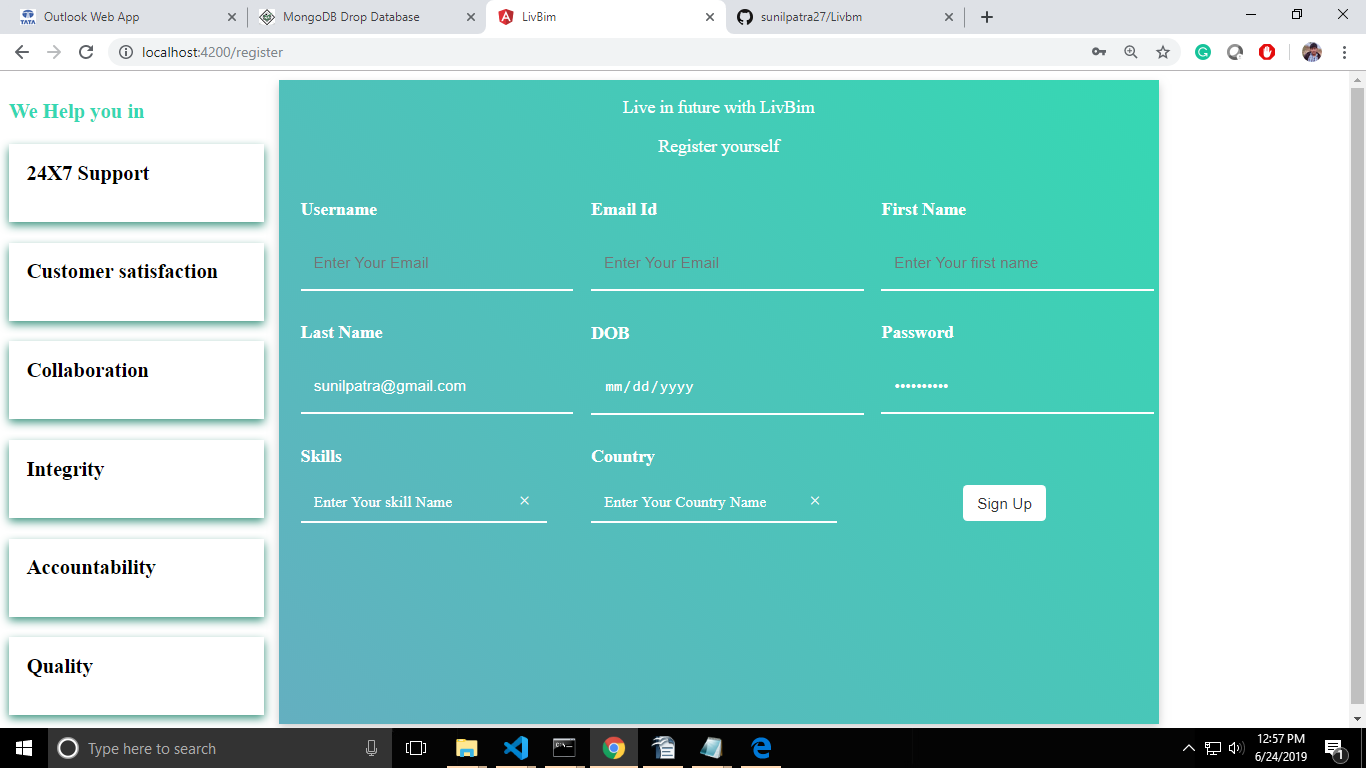 Outlook Web App
MongoDB Drop Database
LivBim
sunilpatra27/Livbm
localhost:4200/register
We Help you in
24X7 Support
Customer satisfaction
Collaboration
Integrity
Accountability
Quality
Live in future with LivBim
Register yourself
Username
Email Id
First Name
Enter Your Email
Enter Your Email
Enter Your first name
Last Name
DOB
Password
sunilpatra@gmail.com
mm/dd/yyyy
••••••••••
Skills
Country
Enter Your skill Name ×
Enter Your Country Name ×
Sign Up
Type here to search
12:57 PM
6/24/2019
1
TATA